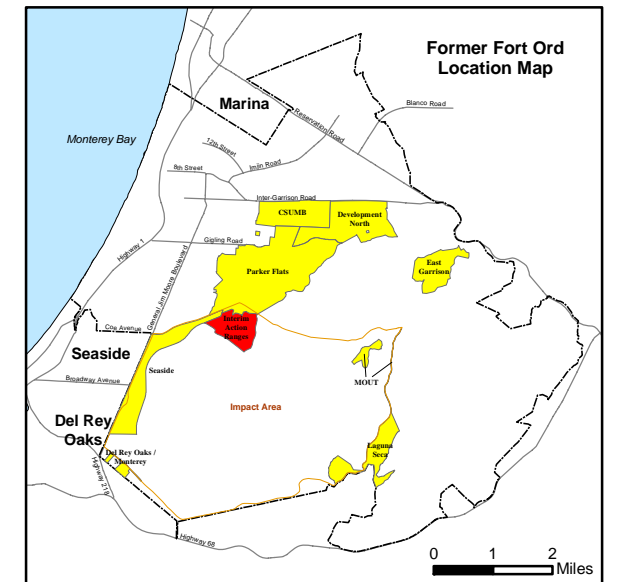 Former Fort Ord
Location Map
Marina
Blanco Road
Reservation Road
Monterey Bay
12th Street
Imjin Road
8th Street
Inter-Garrison Road
CSUMB
Development
North
Highway 1
Gigling Road
General Jim Moore Boulevard
East
Garrison
Parker Flats
Interim
Action
Ranges
Coe Avenue
Seaside
Seaside
MOUT
Broadway Avenue
Impact Area
Del Rey
Oaks
Laguna
Seca
Del Rey Oaks /
Monterey
Highway 218
Highway 68
0 1 2
Miles